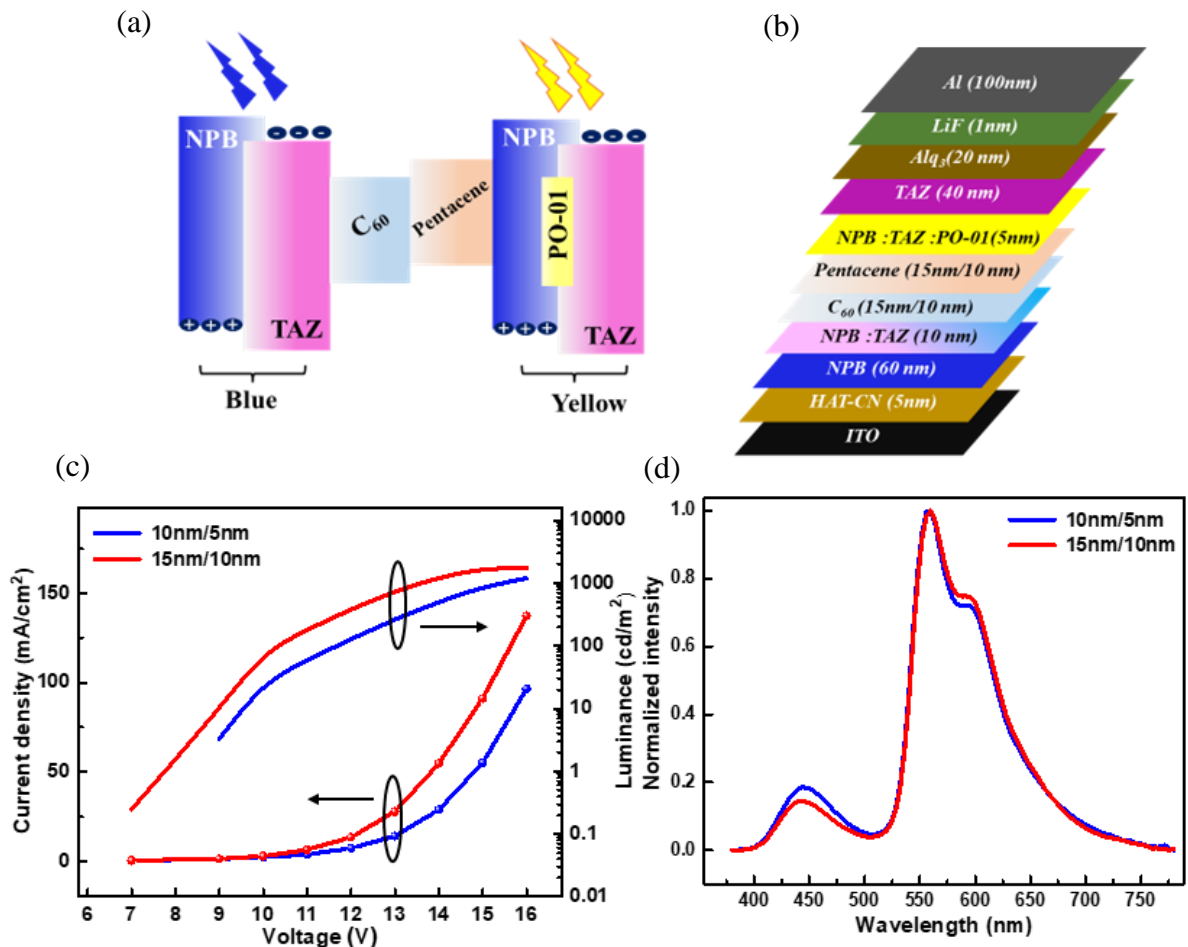 (a)
NPB
TAZ
C₆₀
Pentacene
NPB
PO-01
TAZ
Blue
Yellow
(b)
Al (100nm)
LiF (1nm)
Alq₃(20 nm)
TAZ (40 nm)
NPB :TAZ :PO-01(5nm)
Pentacene (15nm/10 nm)
C₆₀ (15nm/10 nm)
NPB :TAZ (10 nm)
NPB (60 nm)
HAT-CN (5nm)
ITO
(c)
10nm/5nm
15nm/10nm
Current density (mA/cm²)
150
100
50
0
10000
1000
100
10
1
0.1
0.01
Luminance (cd/m²)
6 7 8 9 10 11 12 13 14 15 16
Voltage (V)
(d)
10nm/5nm
15nm/10nm
Normalized intensity
1.0
0.8
0.6
0.4
0.2
0.0
400 450 500 550 600 650 700 750
Wavelength (nm)